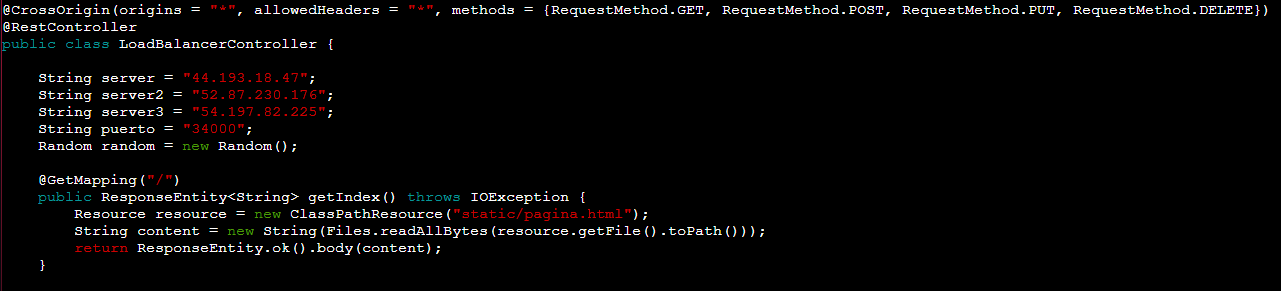 @CrossOrigin(origins = "*", allowedHeaders = "*", methods = {RequestMethod.GET, RequestMethod.POST, RequestMethod.PUT, RequestMethod.DELETE})
@RestController
public class LoadBalancerController {
    String server = "44.193.18.47";
    String server2 = "52.87.230.176";
    String server3 = "54.197.82.225";
    String puerto = "34000";
    Random random = new Random();
    @GetMapping("/")
    public ResponseEntity<String> getIndex() throws IOException {
        Resource resource = new ClassPathResource("static/pagina.html");
        String content = new String(Files.readAllBytes(resource.getFile().toPath()));
        return ResponseEntity.ok().body(content);
    }